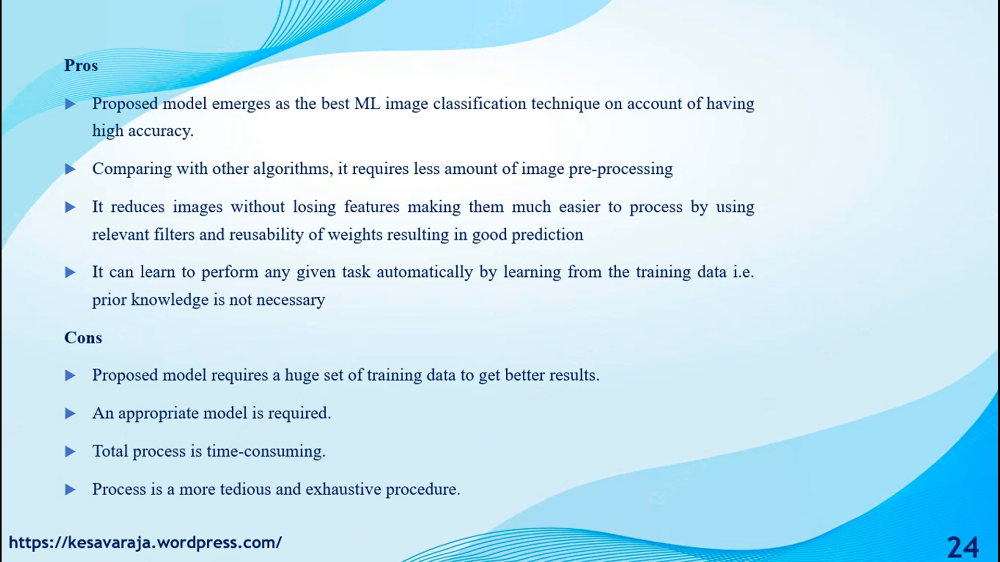 Pros
Proposed model emerges as the best ML image classification technique on account of having
high accuracy.
Comparing with other algorithms, it requires less amount of image pre-processing
It reduces images without losing features making them much easier to process by using
relevant filters and reusability of weights resulting in good prediction
It can learn to perform any given task automatically by learning from the training data i.e.
prior knowledge is not necessary
Cons
Proposed model requires a huge set of training data to get better results.
An appropriate model is required.
Total process is time-consuming.
Process is a more tedious and exhaustive procedure.
https://kesavaraja.wordpress.com/
24